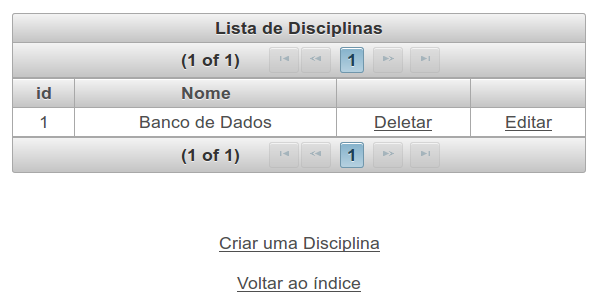 Lista de Disciplinas
(1 of 1) 1
id Nome
1 Banco de Dados Deletar Editar
(1 of 1) 1
Criar uma Disciplina
Voltar ao índice